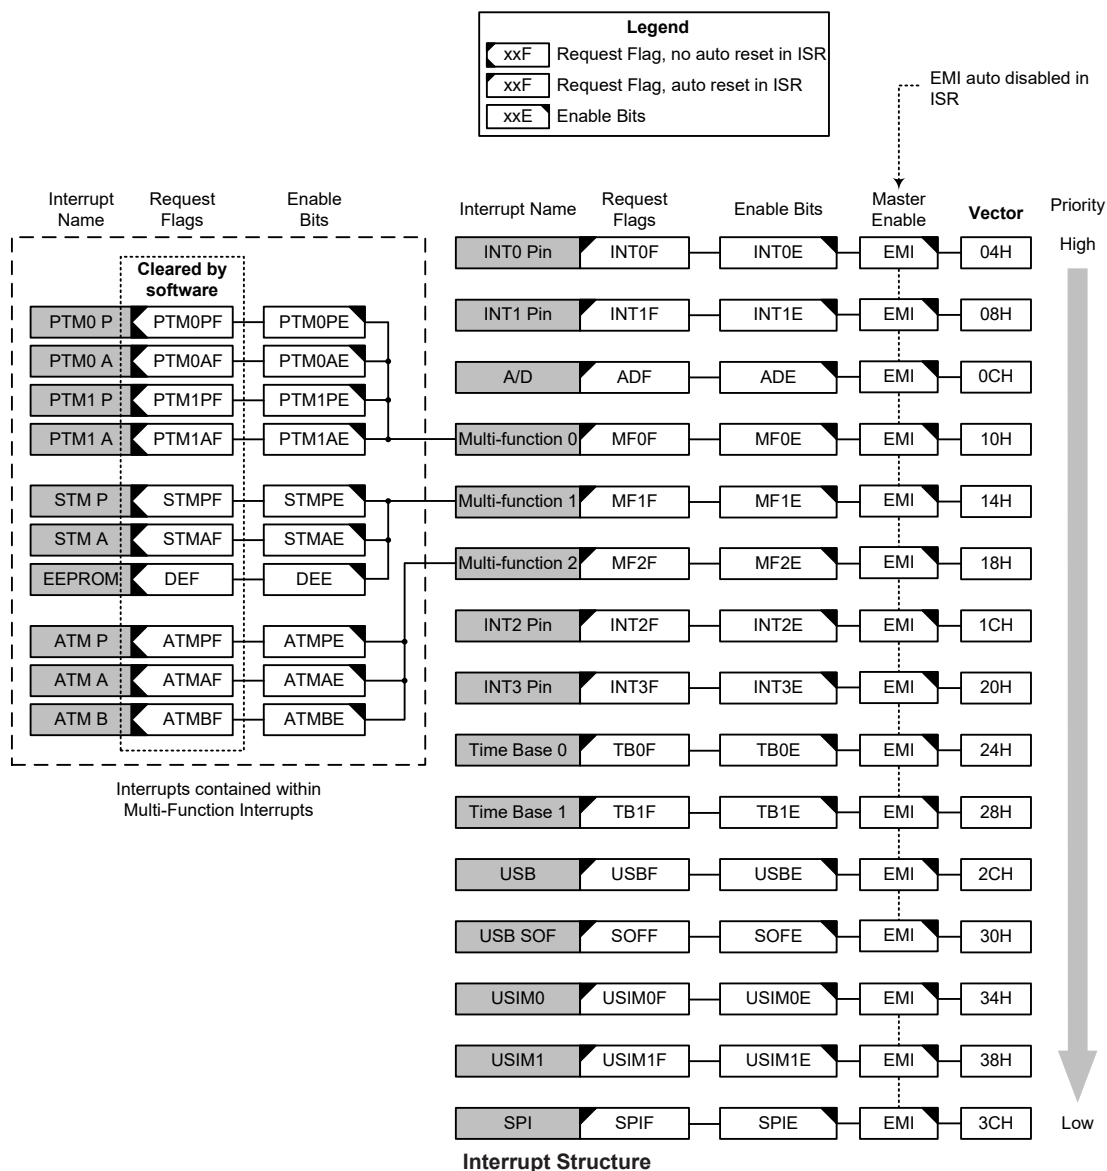 Legend
xxF Request Flag, no auto reset in ISR
xxF Request Flag, auto reset in ISR
xxE Enable Bits
EMI auto disabled in
ISR
Interrupt Name
Request Flags
Enable Bits
Cleared by
software
PTM0 P PTM0PF PTM0PE
PTM0 A PTM0AF PTM0AE
PTM1 P PTM1PF PTM1PE
PTM1 A PTM1AF PTM1AE
STM P STMPF STMPE
STM A STMAF STMAE
EEPROM DEF DEE
ATM P ATMPF ATMPE
ATM A ATMAF ATMAE
ATM B ATMBF ATMBE
Interrupts contained within
Multi-Function Interrupts
Interrupt Name
Request Flags
Enable Bits
Master Enable
Vector
Priority
High
INT0 Pin INT0F INT0E EMI 04H
INT1 Pin INT1F INT1E EMI 08H
A/D ADF ADE EMI 0CH
Multi-function 0 MF0F MF0E EMI 10H
Multi-function 1 MF1F MF1E EMI 14H
Multi-function 2 MF2F MF2E EMI 18H
INT2 Pin INT2F INT2E EMI 1CH
INT3 Pin INT3F INT3E EMI 20H
Time Base 0 TB0F TB0E EMI 24H
Time Base 1 TB1F TB1E EMI 28H
USB USBF USBE EMI 2CH
USB SOF SOFF SOFE EMI 30H
USIM0 USIM0F USIM0E EMI 34H
USIM1 USIM1F USIM1E EMI 38H
SPI SPIF SPIE EMI 3CH
Low
Interrupt Structure